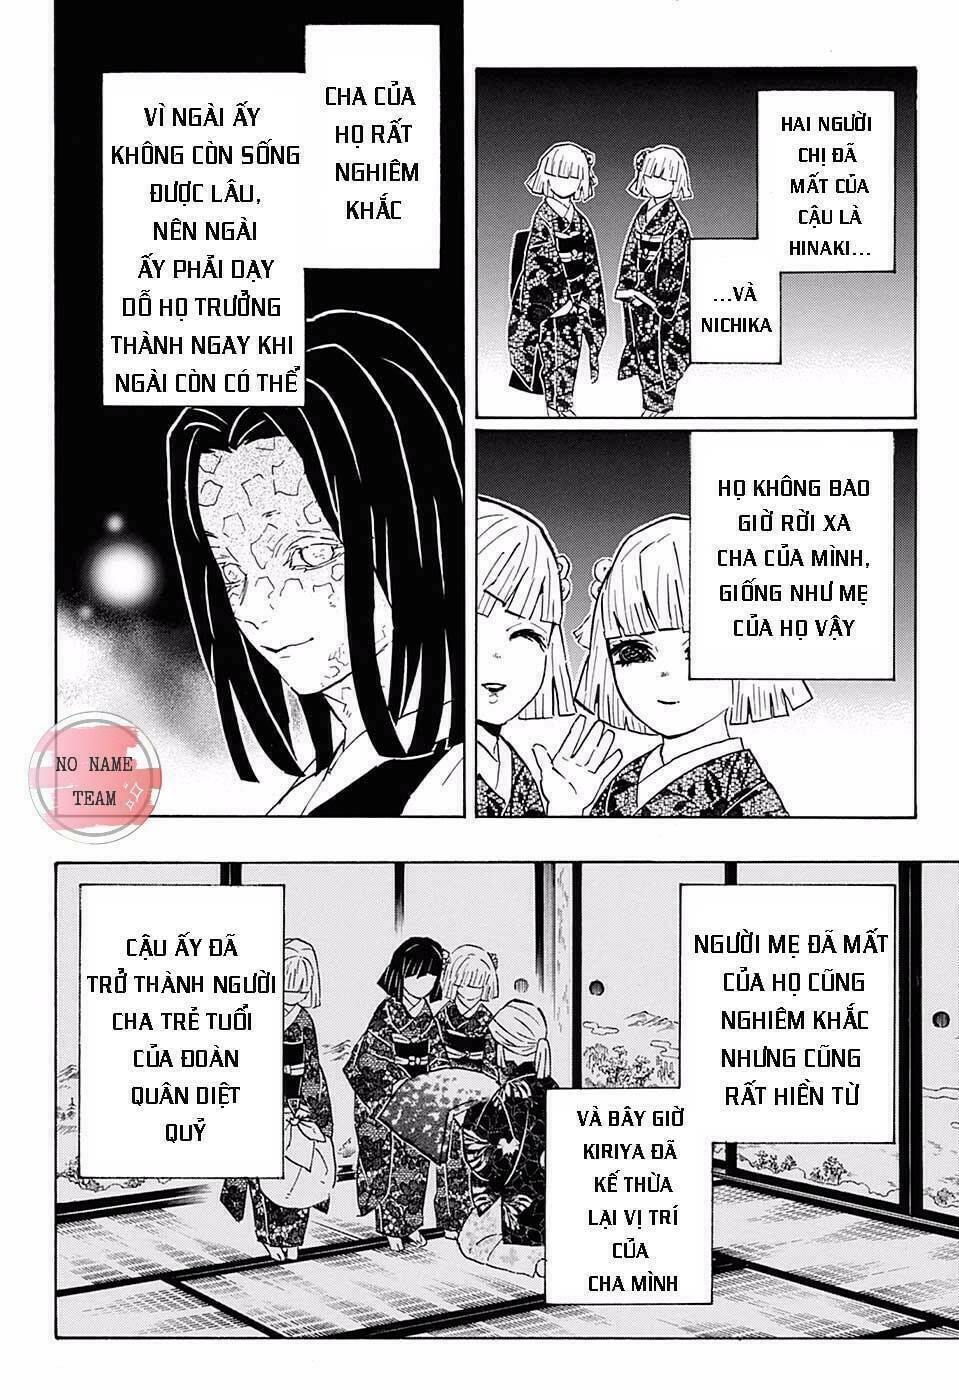 HAI NGƯỜI
CHỊ ĐÃ
MẤT CỦA
CẬU LÀ
HINAKI...
...VÀ
NICHIKA
HỌ KHÔNG BAO
GIỜ RỜI XA
CHA CỦA MÌNH,
GIỐNG NHƯ MẸ
CỦA HỌ VẬY
CHA CỦA
HỌ RẤT
NGHIÊM
KHẮC
VÌ NGÀI ẤY
KHÔNG CÒN SỐNG
ĐƯỢC LÂU,
NÊN NGÀI
ẤY PHẢI DẠY
DỖ HỌ TRƯỞNG
THÀNH NGAY KHI
NGÀI CÒN CÓ THỂ
NO NAME
TEAM
NGƯỜI MẸ ĐÃ MẤT
CỦA HỌ CŨNG
NGHIÊM KHẮC
NHƯNG CŨNG
RẤT HIỀN TỪ
VÀ BÂY GIỜ
KIRIYA ĐÃ
KẾ THỪA
LẠI VỊ TRÍ
CỦA
CHA MÌNH
CẬU ẤY ĐÃ
TRỞ THÀNH NGƯỜI
CHA TRẺ TUỔI
CỦA ĐOÀN
QUÂN DIỆT
QUỶ